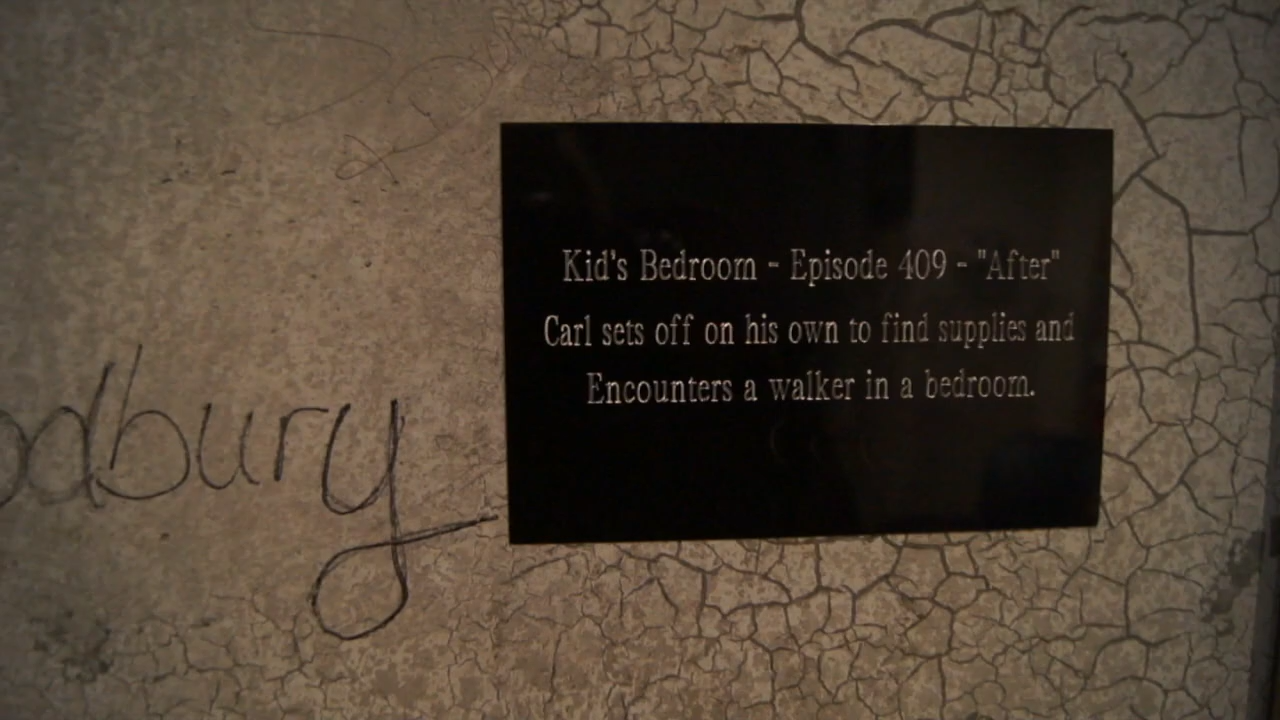 odbury
Kid's Bedroom - Episode 409 - "After"
Carl sets off on his own to find supplies and
Encounters a walker in a bedroom.